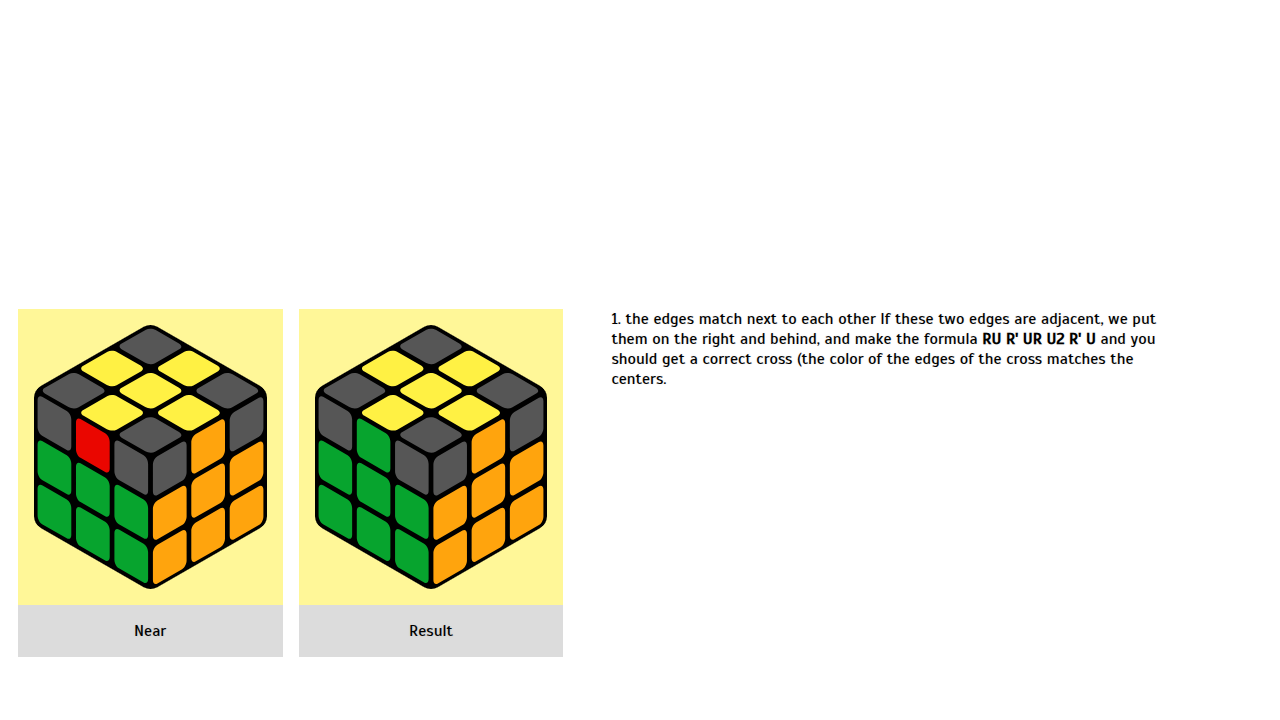 1. the edges match next to each other If these two edges are adjacent, we put
them on the right and behind, and make the formula RU R' UR U2 R' U and you
should get a correct cross (the color of the edges of the cross matches the
centers.
Near
Result